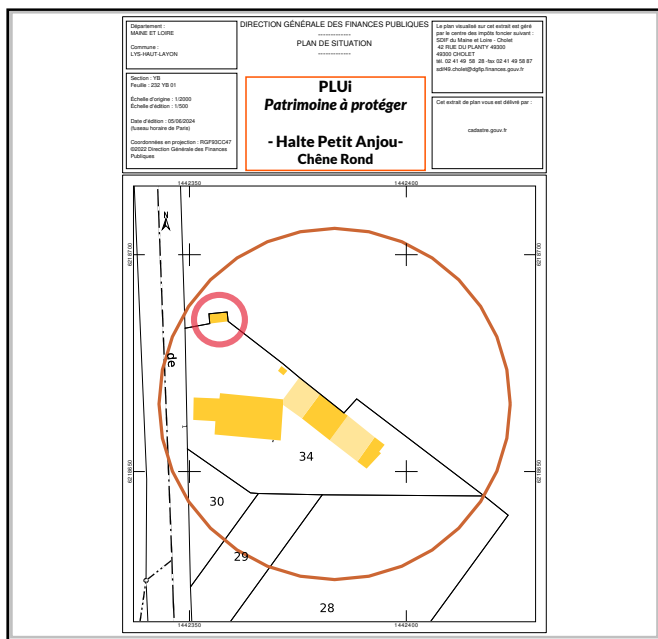 Département :
MAINE ET LOIRE
Commune :
LYS-HAUT-LAYON
Section : YB
Feuille : 232 YB 01
Échelle d'origine : 1/2000
Échelle d'édition : 1/500
Date d'édition : 05/06/2024
(fuseau horaire de Paris)
Coordonnées en projection : RGF93CC47
©2022 Direction Générale des Finances
Publiques
DIRECTION GÉNÉRALE DES FINANCES PUBLIQUES
-------------
PLAN DE SITUATION
-------------
PLUi
Patrimoine à protéger
- Halte Petit Anjou-
Chêne Rond
Le plan visualisé sur cet extrait est géré
par le centre des impôts foncier suivant :
SDIF du Maine et Loire - Cholet
42 RUE DU PLANTY 49300
49300 CHOLET
tél. 02 41 49 58 28 -fax 02 41 49 58 87
sdif49.cholet@dgfip.finances.gouv.fr
Cet extrait de plan vous est délivré par :
cadastre.gouv.fr
1442350
1442400
N
6218700
6218700
de
1
34
6218650
6218650
30
29
28
1442350
1442400